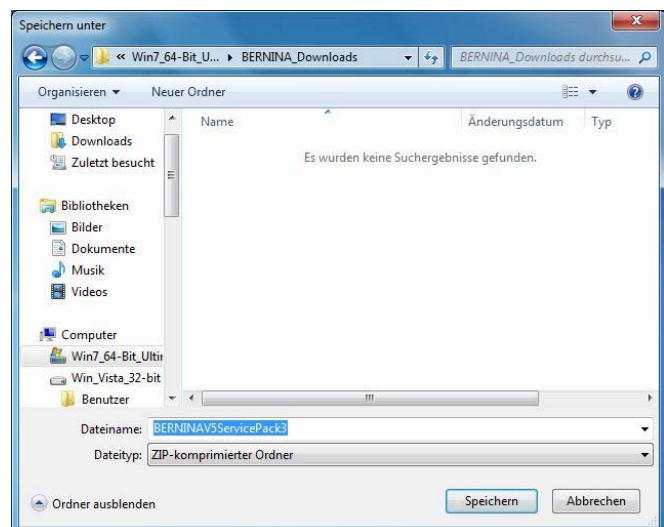 Speichern unter
« Win7_64-Bit_U... ▸ BERNINA_Downloads
BERNINA_Downloads durchsu...
Organisieren
Neuer Ordner
Desktop
Downloads
Zuletzt besucht
Bibliotheken
Bilder
Dokumente
Musik
Videos
Computer
Win7_64-Bit_Ultir
Win_Vista_32-bit
Benutzer
Name
Änderungsdatum
Typ
Es wurden keine Suchergebnisse gefunden.
Dateiname: BERNINAV5ServicePack3
Dateityp: ZIP-komprimierter Ordner
Ordner ausblenden
Speichern
Abbrechen